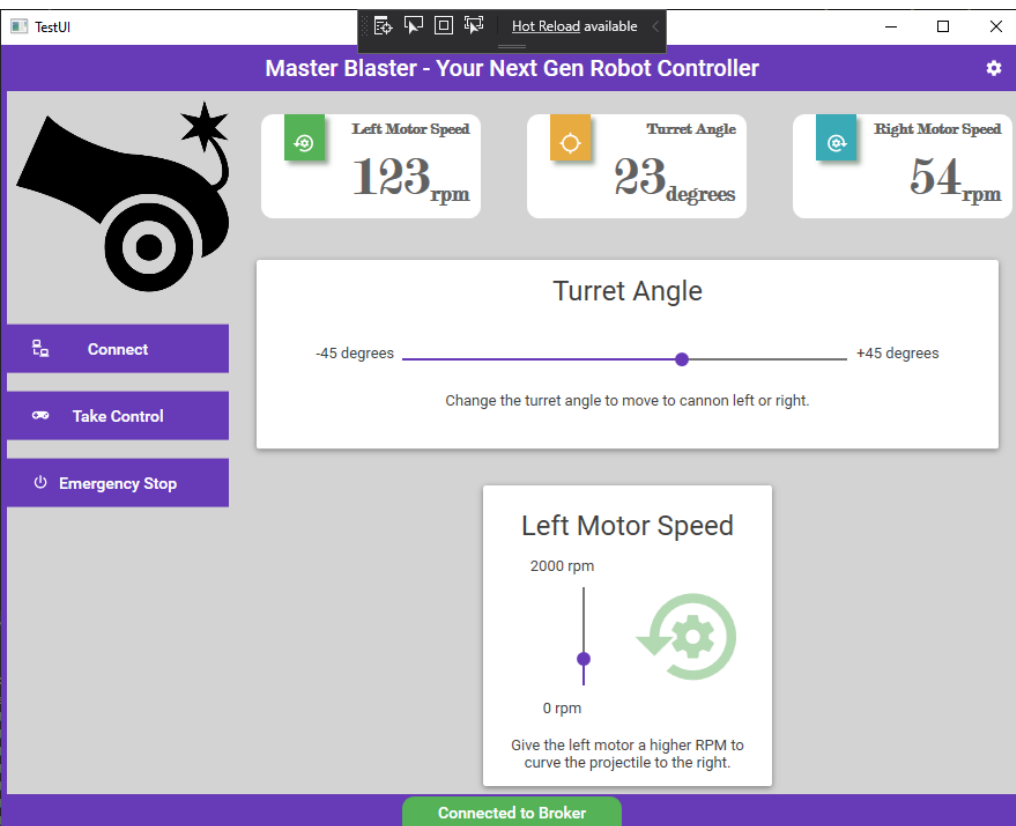 TestUI
Hot Reload available
Master Blaster - Your Next Gen Robot Controller
Left Motor Speed
123rpm
Turret Angle
23degrees
Right Motor Speed
54rpm
Turret Angle
-45 degrees
+45 degrees
Change the turret angle to move to cannon left or right.
Connect
Take Control
Emergency Stop
Left Motor Speed
2000 rpm
0 rpm
Give the left motor a higher RPM to
curve the projectile to the right.
Connected to Broker